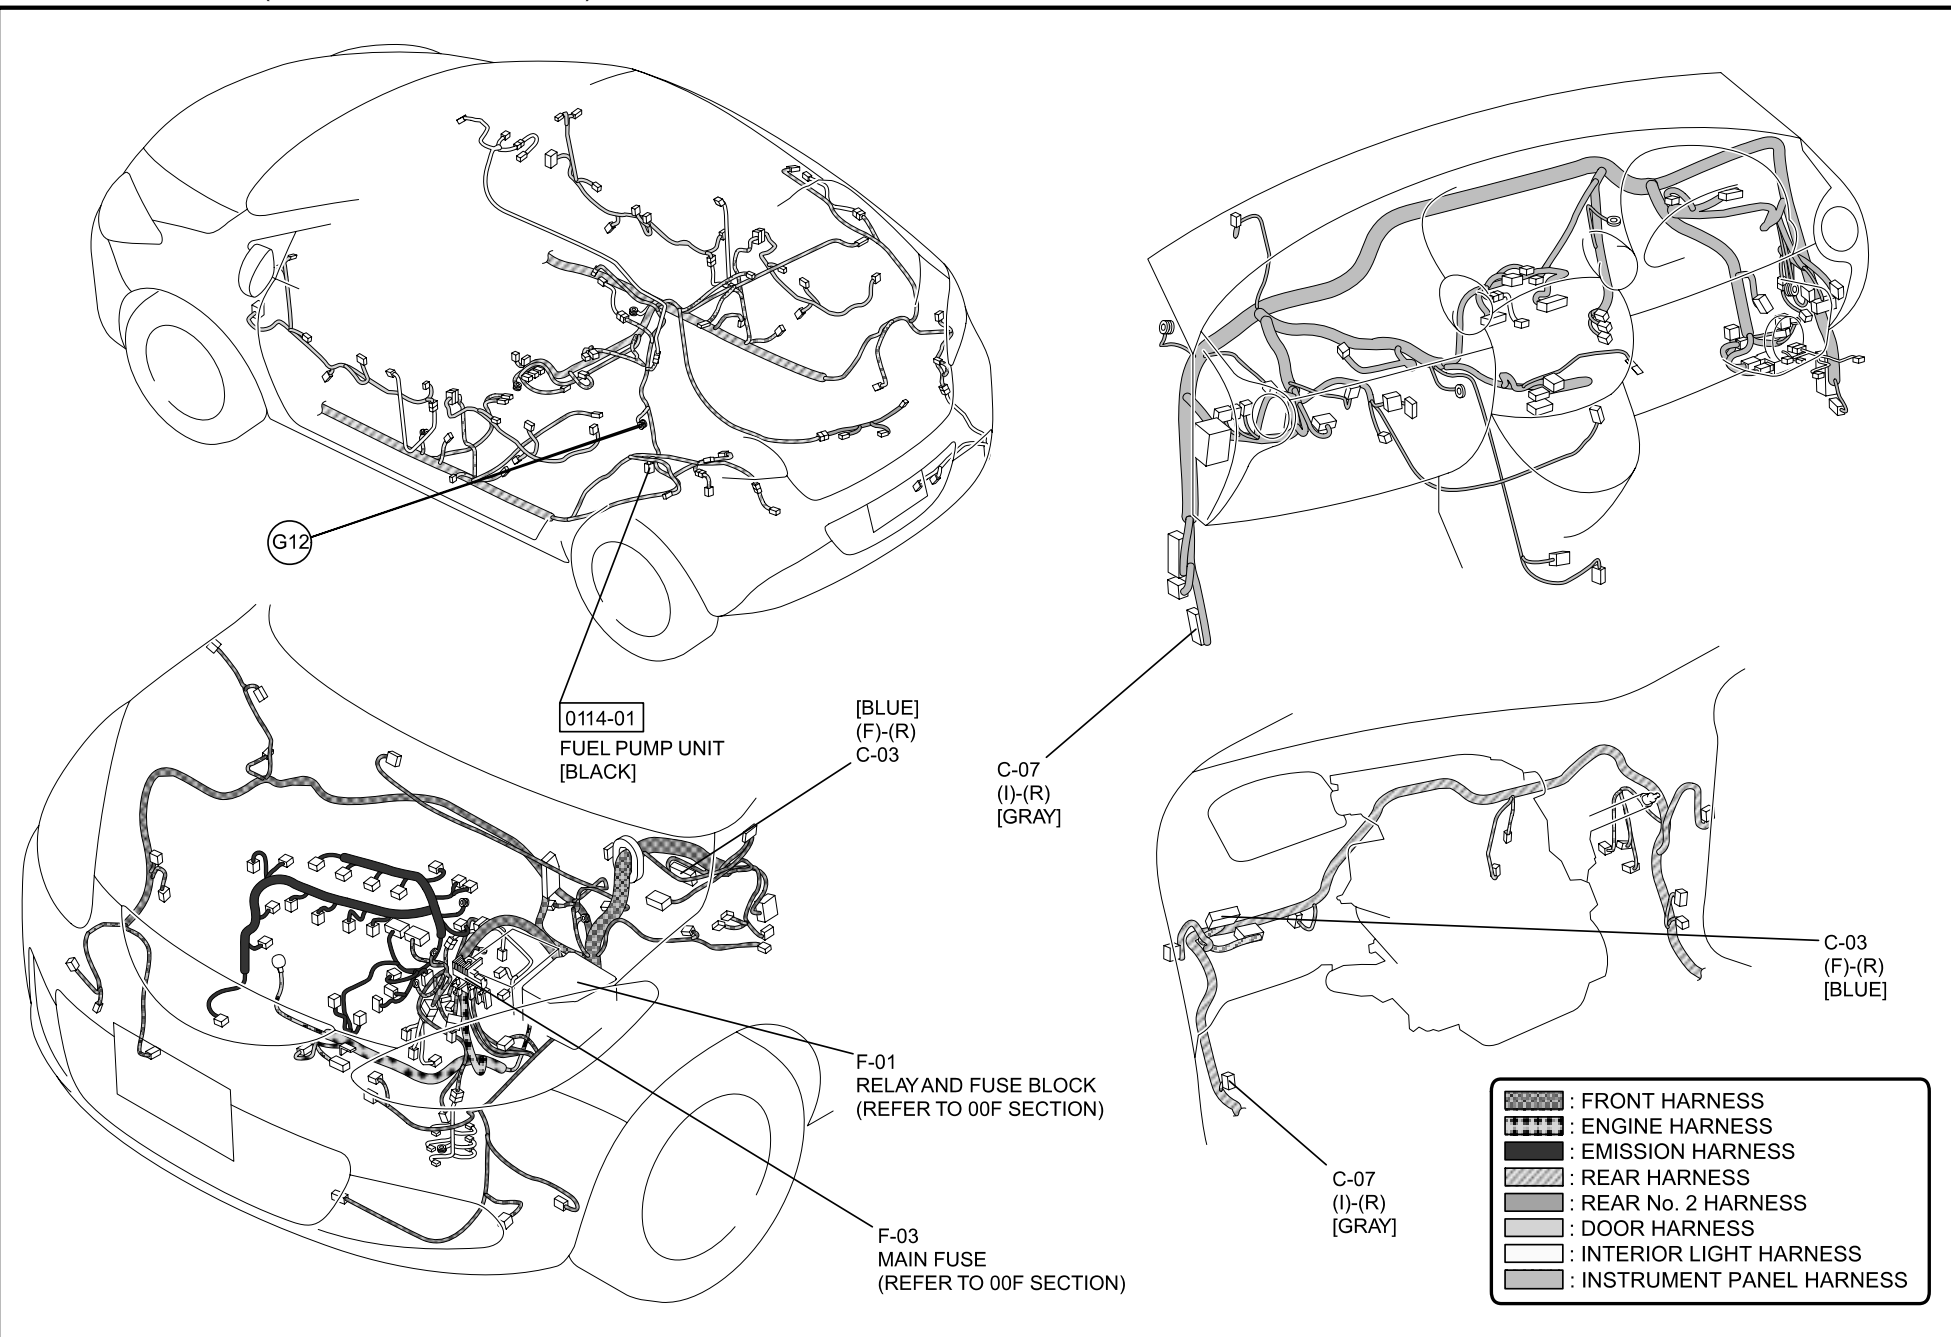 G12
0114-01
FUEL PUMP UNIT
[BLACK]
[BLUE]
(F)-(R)
C-03
C-07
(I)-(R)
[GRAY]
C-03
(F)-(R)
[BLUE]
F-01
RELAY AND FUSE BLOCK
(REFER TO 00F SECTION)
C-07
(I)-(R)
[GRAY]
F-03
MAIN FUSE
(REFER TO 00F SECTION)
: FRONT HARNESS
: ENGINE HARNESS
: EMISSION HARNESS
: REAR HARNESS
: REAR No. 2 HARNESS
: DOOR HARNESS
: INTERIOR LIGHT HARNESS
: INSTRUMENT PANEL HARNESS